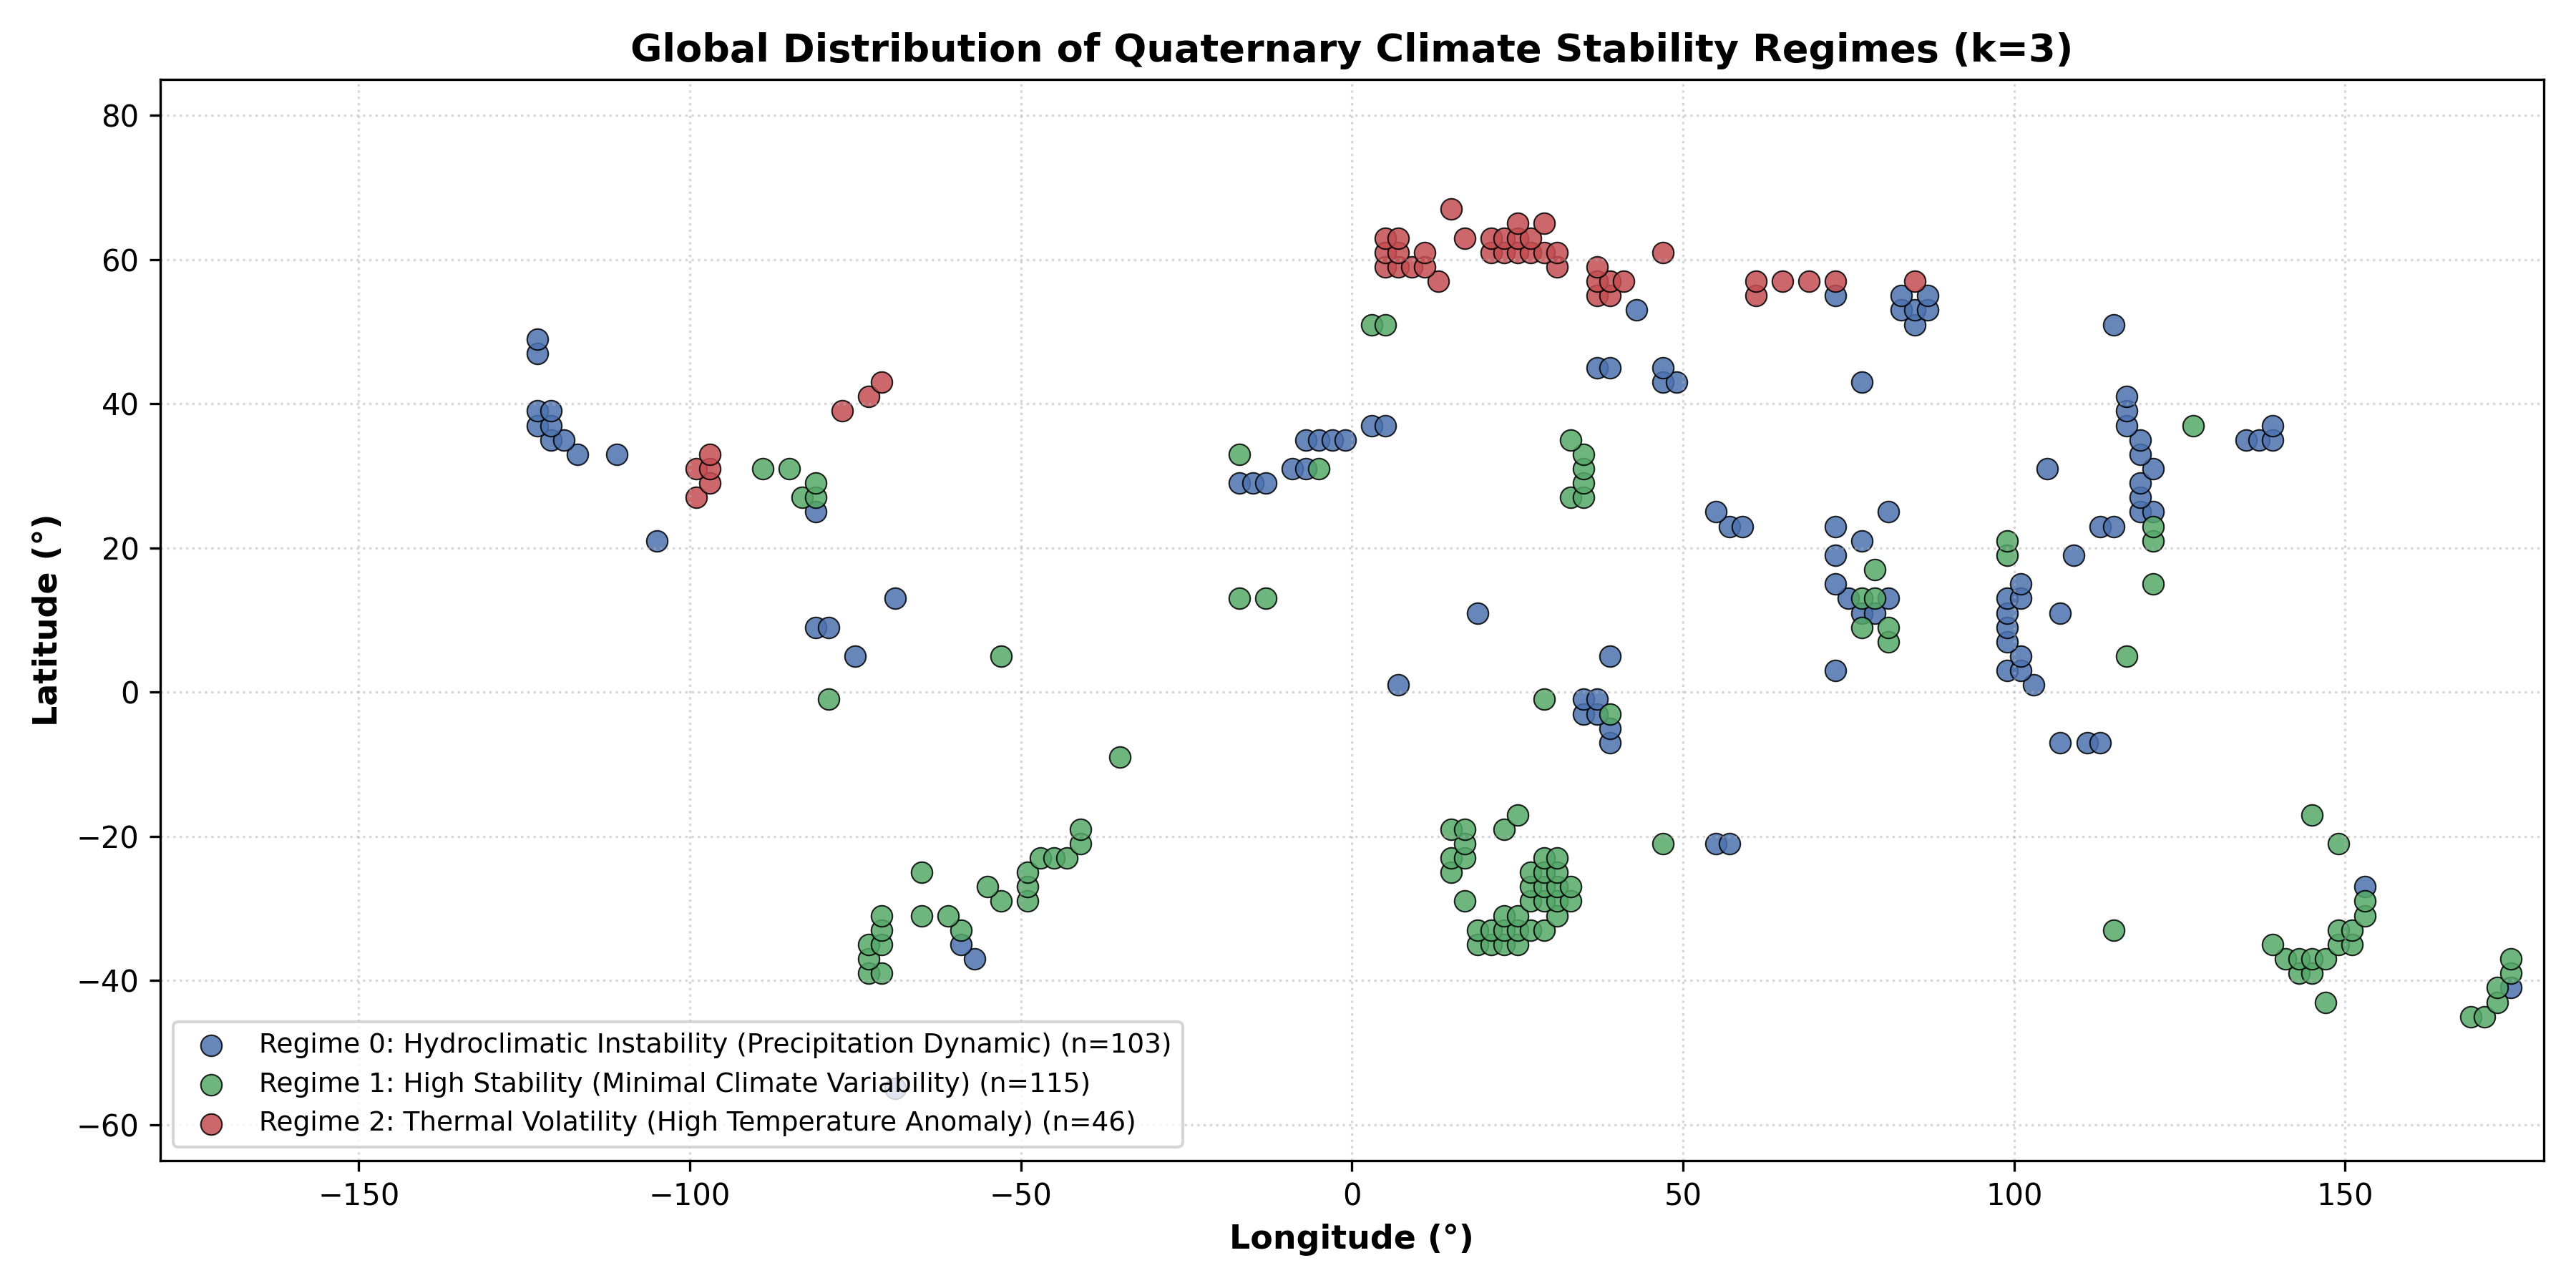 Global Distribution of Quaternary Climate Stability Regimes (k=3)
80
60
40
20
0
−20
−40
−60
Latitude (°)
Regime 0: Hydroclimatic Instability (Precipitation Dynamic) (n=103)
Regime 1: High Stability (Minimal Climate Variability) (n=115)
Regime 2: Thermal Volatility (High Temperature Anomaly) (n=46)
−150 −100 −50 0 50 100 150
Longitude (°)